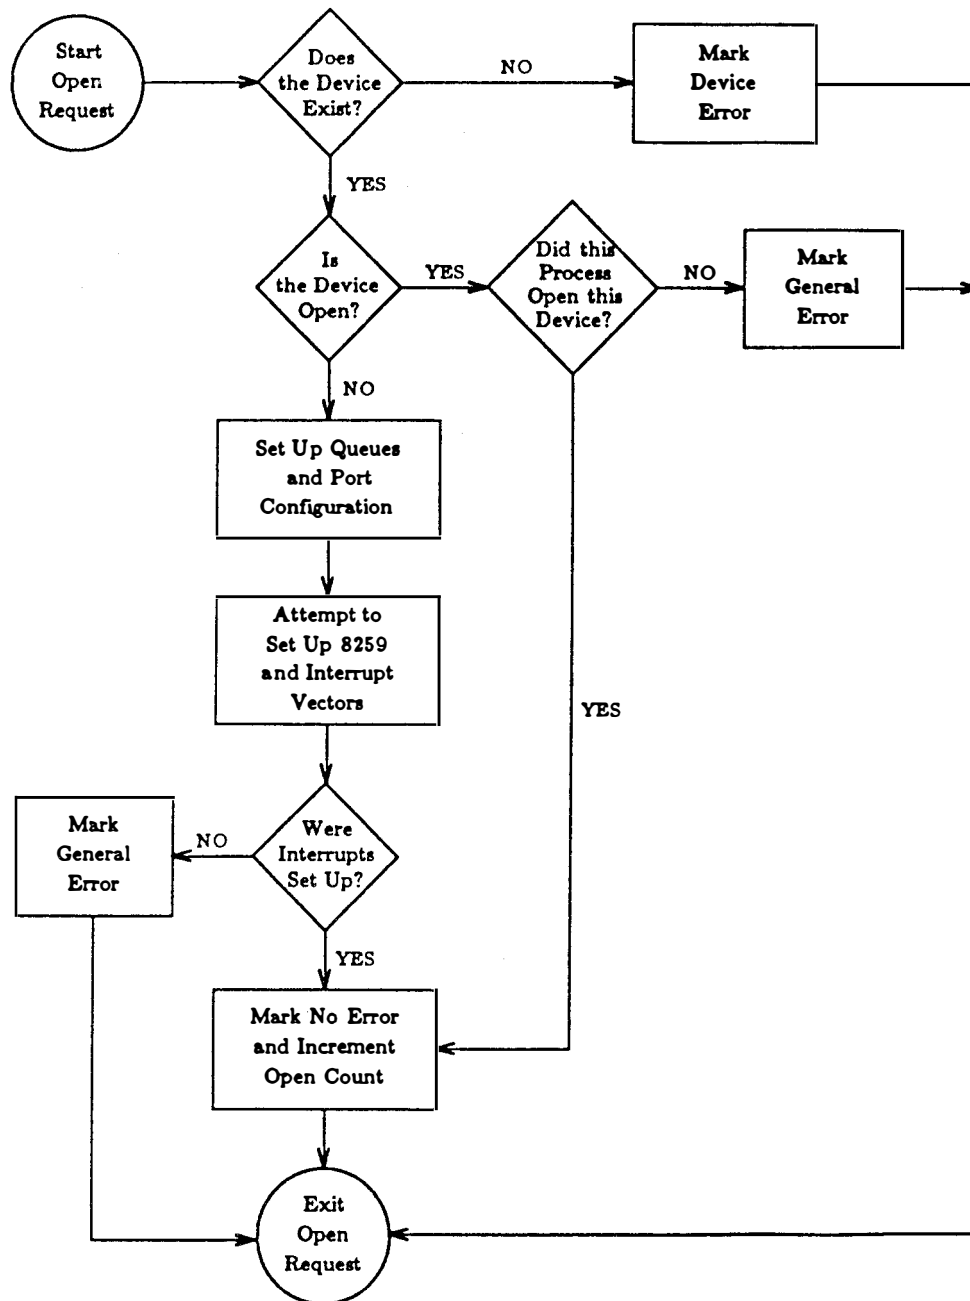 Start
Open
Request
Does
the Device
Exist?
NO
Mark
Device
Error
YES
Is
the Device
Open?
YES
Did this
Process
Open this
Device?
NO
Mark
General
Error
NO
Set Up Queues
and Port
Configuration
Attempt to
Set Up 8259
and Interrupt
Vectors
YES
Mark
General
Error
NO
Were
Interrupts
Set Up?
YES
Mark No Error
and Increment
Open Count
Exit
Open
Request